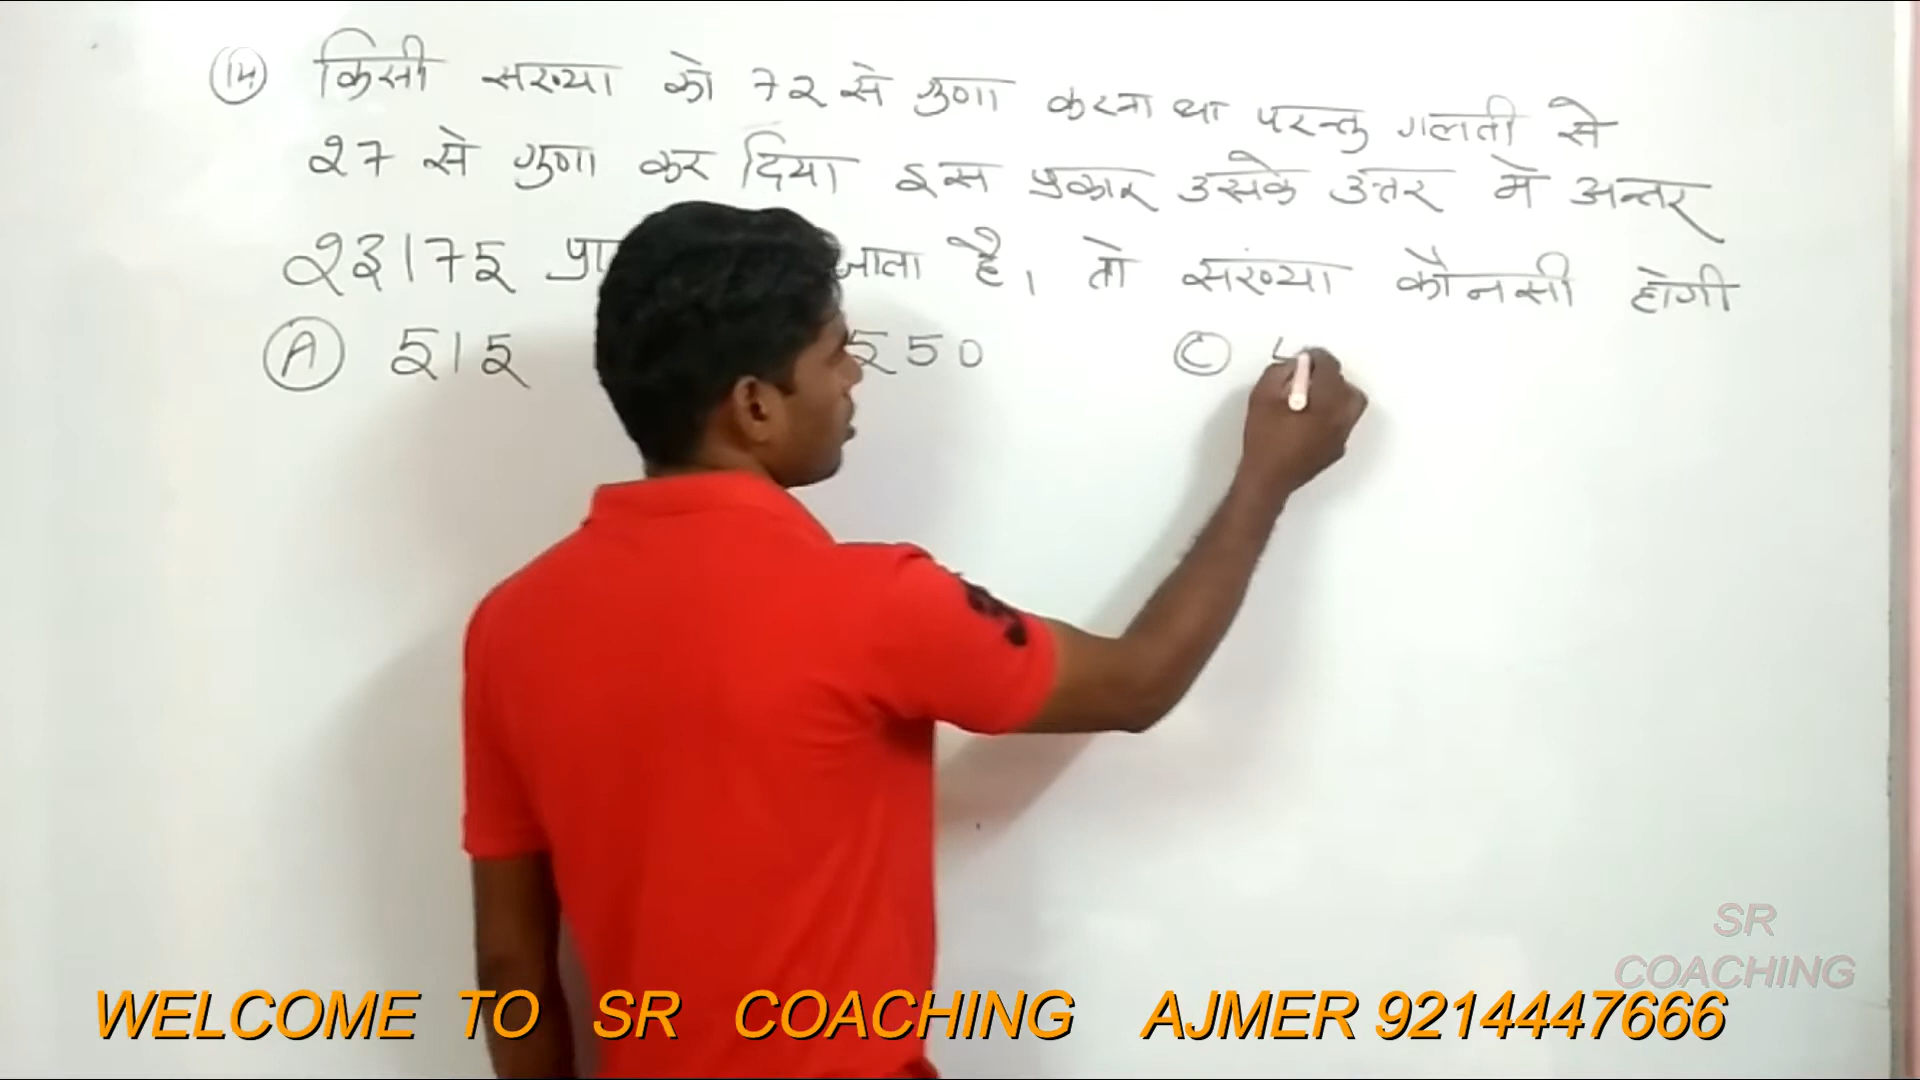 (14) किसी सख्या को 72 से गुणा करना था परन्तु गलती से
27 से गुणा कर दिया इस प्रकार उसके उत्तर मे अन्तर
23175 जाता है। तो संख्या कौनसी होगी
(A) 515 550 (C)
SR
COACHING
WELCOME TO SR COACHING AJMER 9214447666